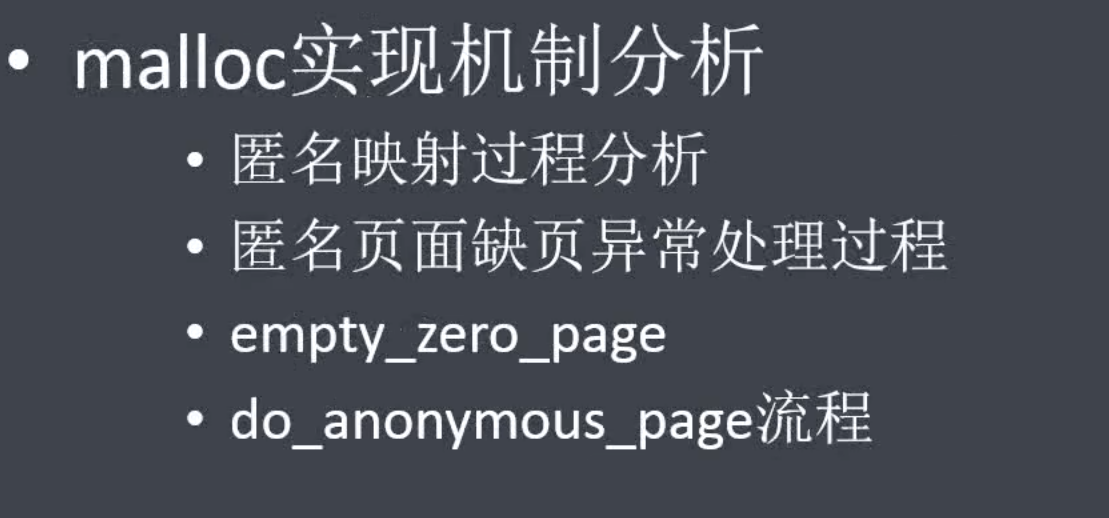 • malloc实现机制分析
• 匿名映射过程分析
• 匿名页面缺页异常处理过程
• empty_zero_page
• do_anonymous_page流程